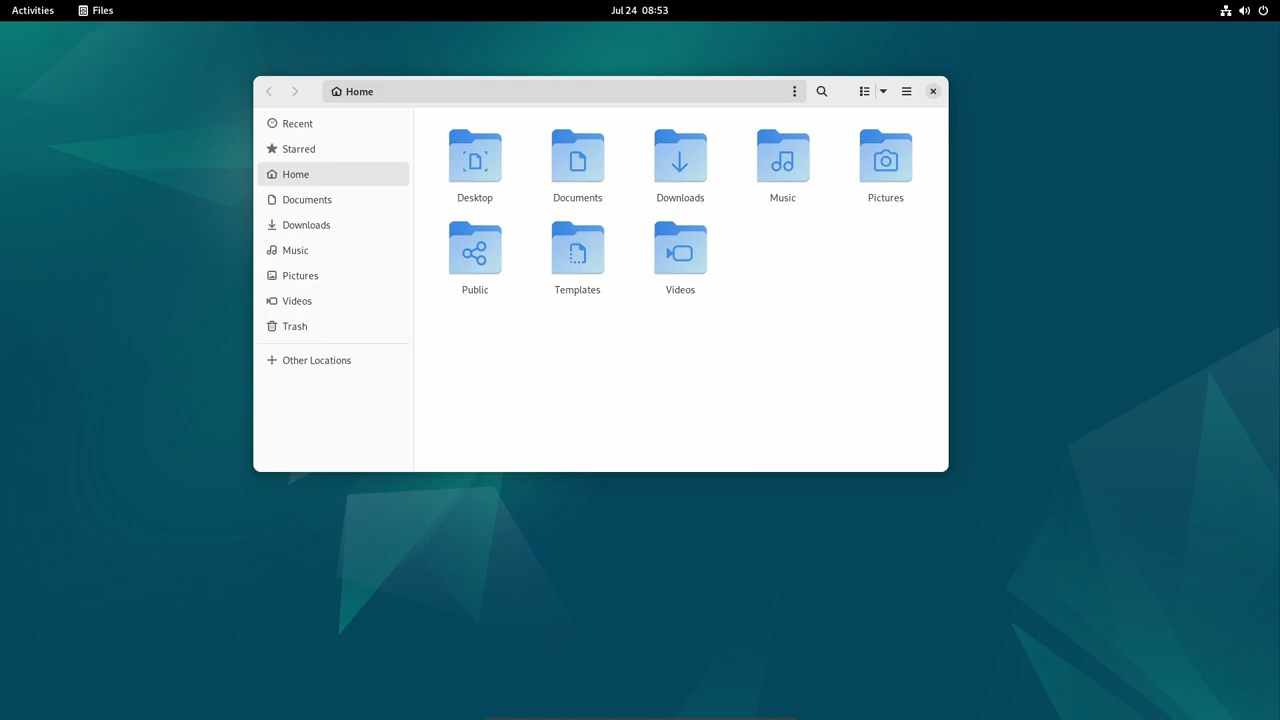 Activities
Files
Jul 24 08:53
Home
Recent
Starred
Home
Documents
Downloads
Music
Pictures
Videos
Trash
Other Locations
Desktop
Documents
Downloads
Music
Pictures
Public
Templates
Videos